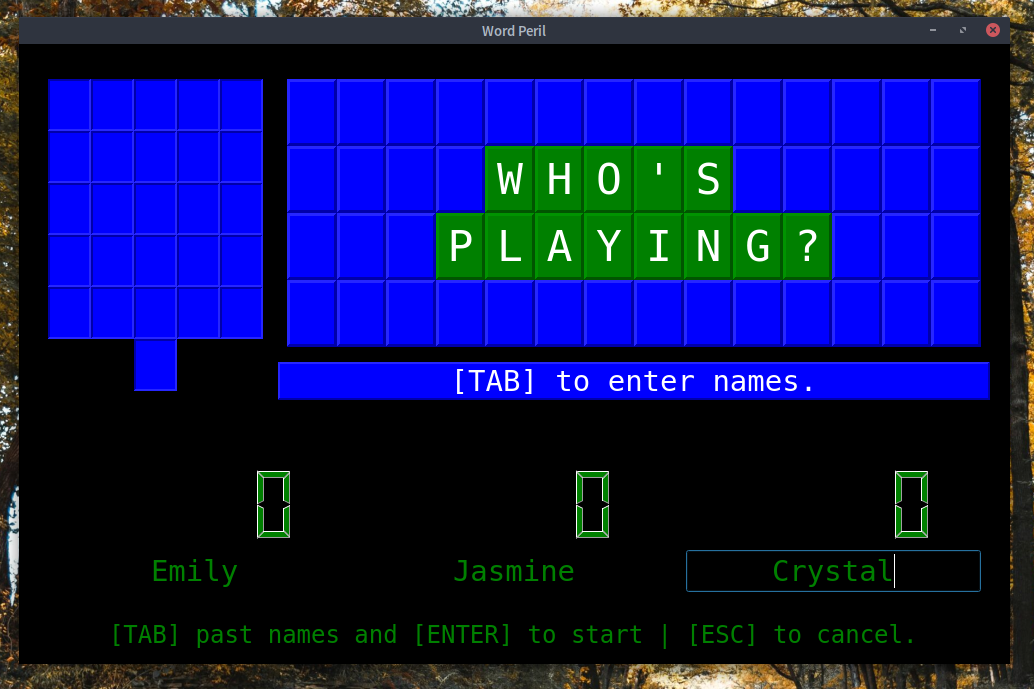 Word Peril
WHO'S
PLAYING?
[TAB] to enter names.
0 0 0
Emily Jasmine Crystal
[TAB] past names and [ENTER] to start | [ESC] to cancel.